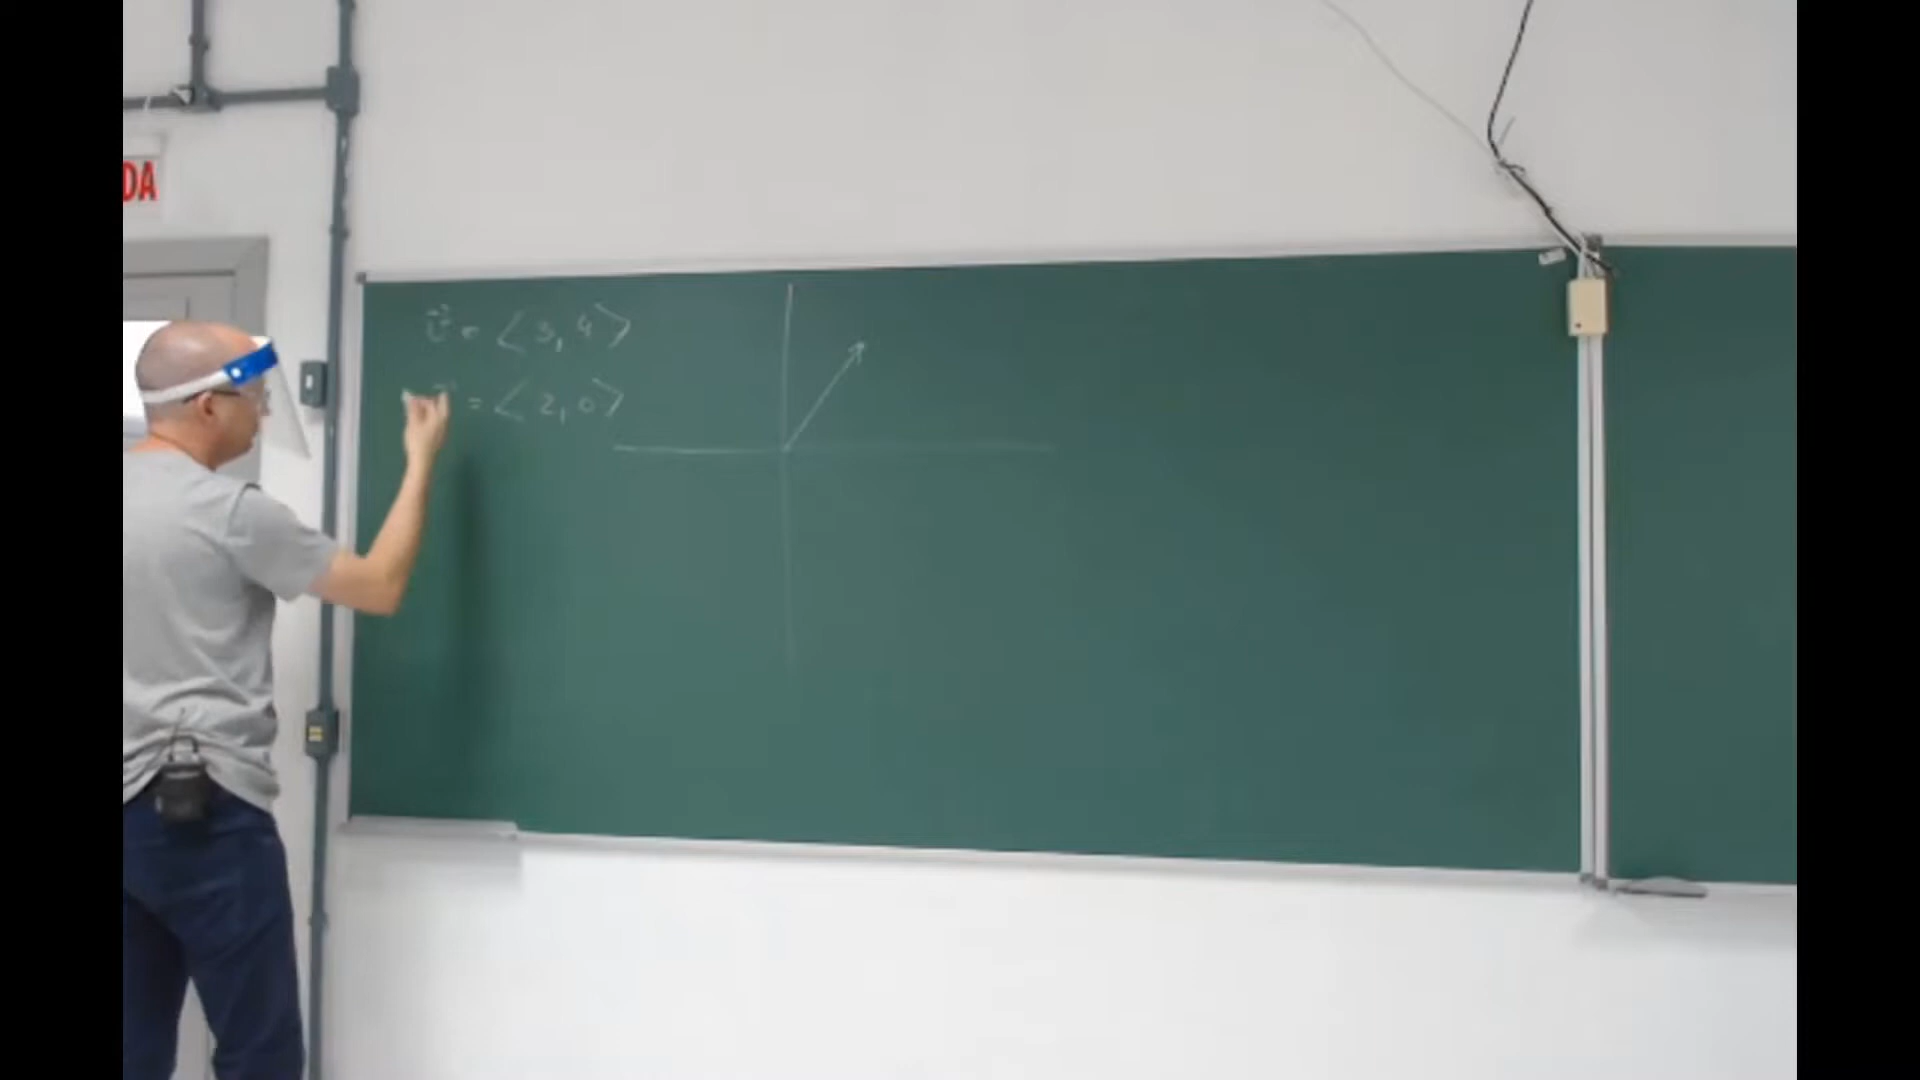 DA
v⃗ = ⟨3, 4⟩
= ⟨2, 0⟩